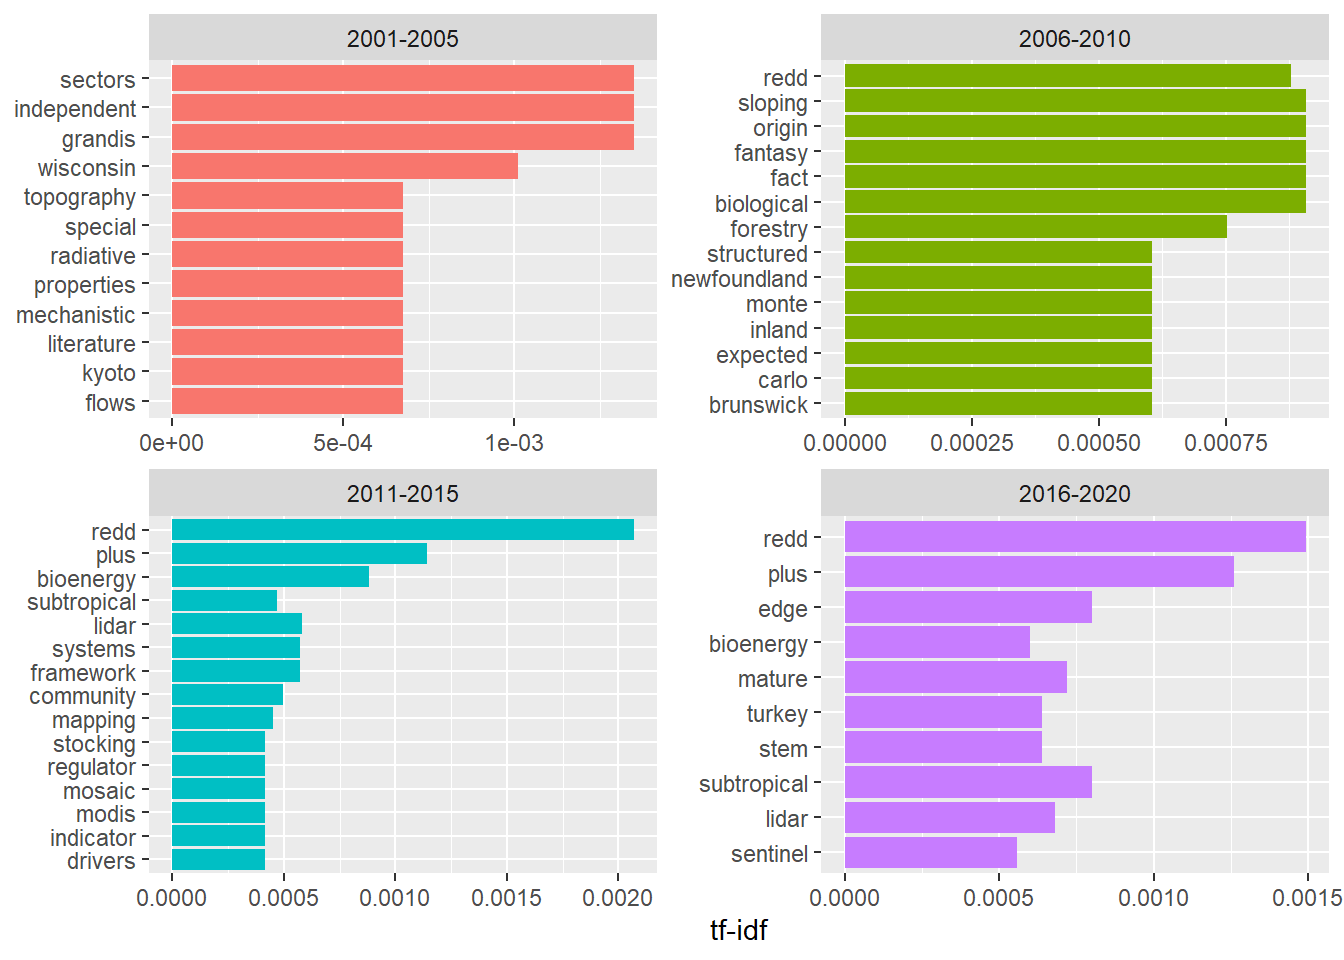 2001-2005
sectors
independent
grandis
wisconsin
topography
special
radiative
properties
mechanistic
literature
kyoto
flows
0e+00 5e-04 1e-03
2006-2010
redd
sloping
origin
fantasy
fact
biological
forestry
structured
newfoundland
monte
inland
expected
carlo
brunswick
0.00000 0.00025 0.00050 0.00075
2011-2015
redd
plus
bioenergy
subtropical
lidar
systems
framework
community
mapping
stocking
regulator
mosaic
modis
indicator
drivers
0.0000 0.0005 0.0010 0.0015 0.0020
2016-2020
redd
plus
edge
bioenergy
mature
turkey
stem
subtropical
lidar
sentinel
0.0000 0.0005 0.0010 0.0015
tf-idf